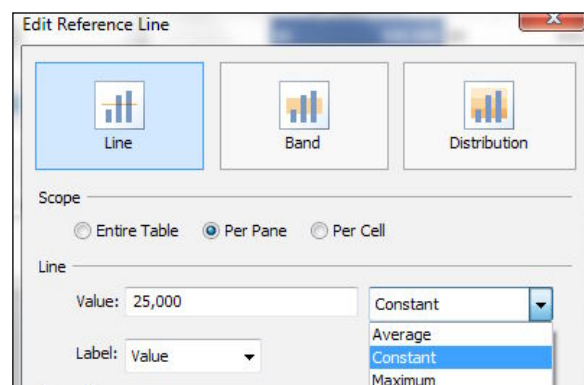 Edit Reference Line
x
Line
Band
Distribution
Scope
Entire Table Per Pane Per Cell
Line
Value: 25,000 Constant
Average
Label: Value Constant
Maximum